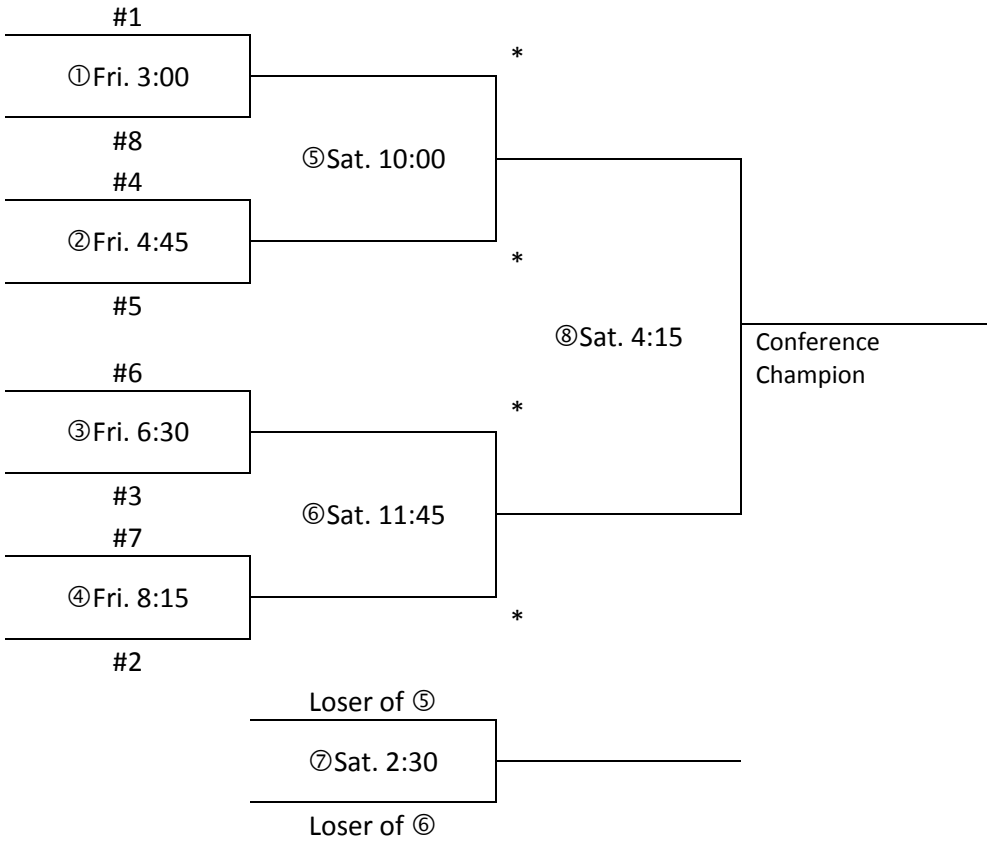 #1
*
①Fri. 3:00
#8
⑤Sat. 10:00
#4
②Fri. 4:45
*
#5
⑧Sat. 4:15
Conference
Champion
#6
*
③Fri. 6:30
#3
⑥Sat. 11:45
#7
④Fri. 8:15
*
#2
Loser of ⑤
⑦Sat. 2:30
Loser of ⑥